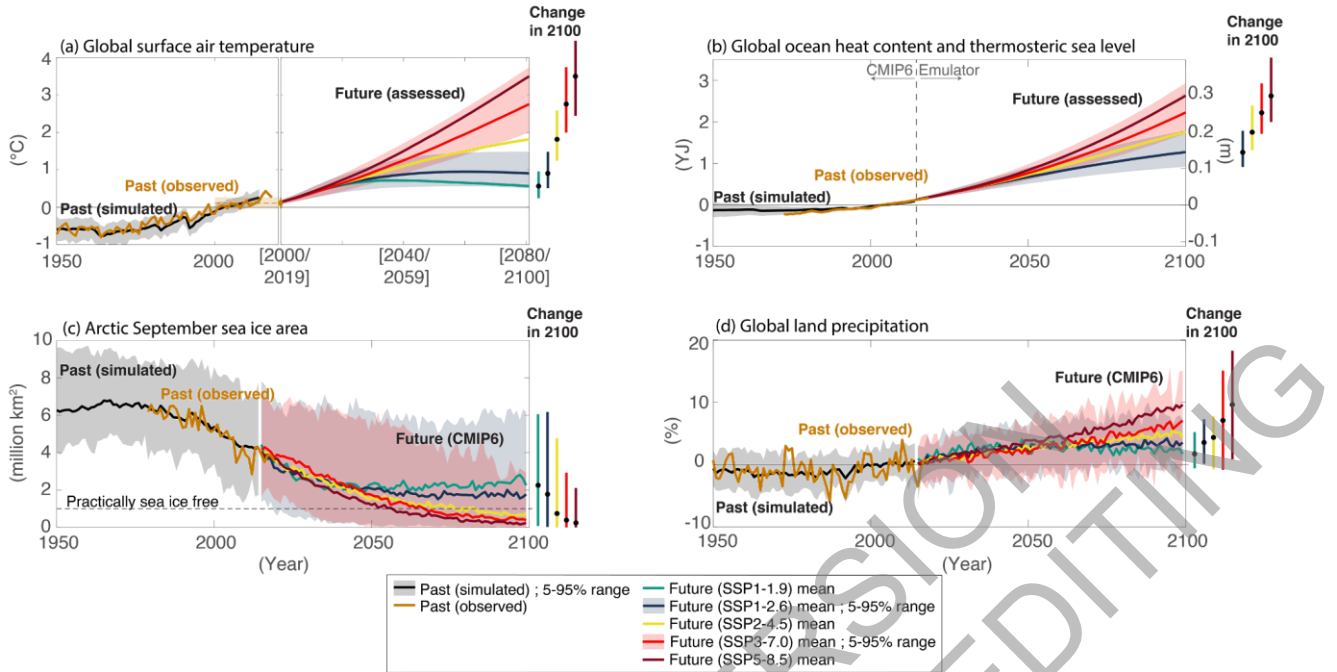 Change
in 2100
(a) Global surface air temperature
4
3
2
1
0
-1
(°C)
Future (assessed)
Past (observed)
Past (simulated)
1950
2000
[2000/
2019]
[2040/
2059]
[2080/
2100]
Change
in 2100
(b) Global ocean heat content and thermosteric sea level
CMIP6
Emulator
3
2
1
0
-1
(YJ)
Future (assessed)
Past (observed)
Past (simulated)
0.3
0.2
0.1
0
-0.1
(m)
1950
2000
2050
2100
Change
in 2100
(c) Arctic September sea ice area
10
8
6
4
2
0
(million km²)
Past (simulated)
Past (observed)
Future (CMIP6)
Practically sea ice free
1950
2000
2050
2100
(Year)
Change
in 2100
(d) Global land precipitation
20
10
0
-10
(%)
Future (CMIP6)
Past (observed)
Past (simulated)
1950
2000
2050
2100
(Year)
Past (simulated) ; 5-95% range
Past (observed)
Future (SSP1-1.9) mean
Future (SSP1-2.6) mean ; 5-95% range
Future (SSP2-4.5) mean
Future (SSP3-7.0) mean ; 5-95% range
Future (SSP5-8.5) mean
ERSION
EDITING